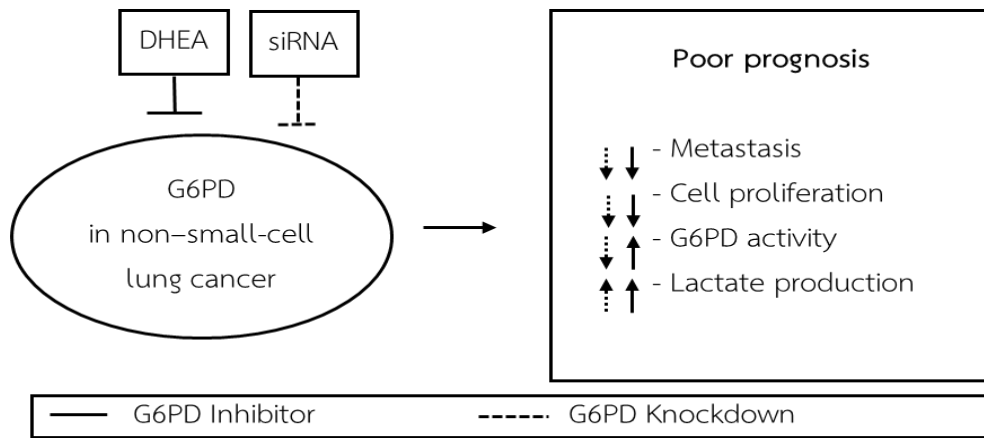 DHEA
siRNA
G6PD
in non–small-cell
lung cancer
Poor prognosis
- Metastasis
- Cell proliferation
- G6PD activity
- Lactate production
G6PD Inhibitor
G6PD Knockdown